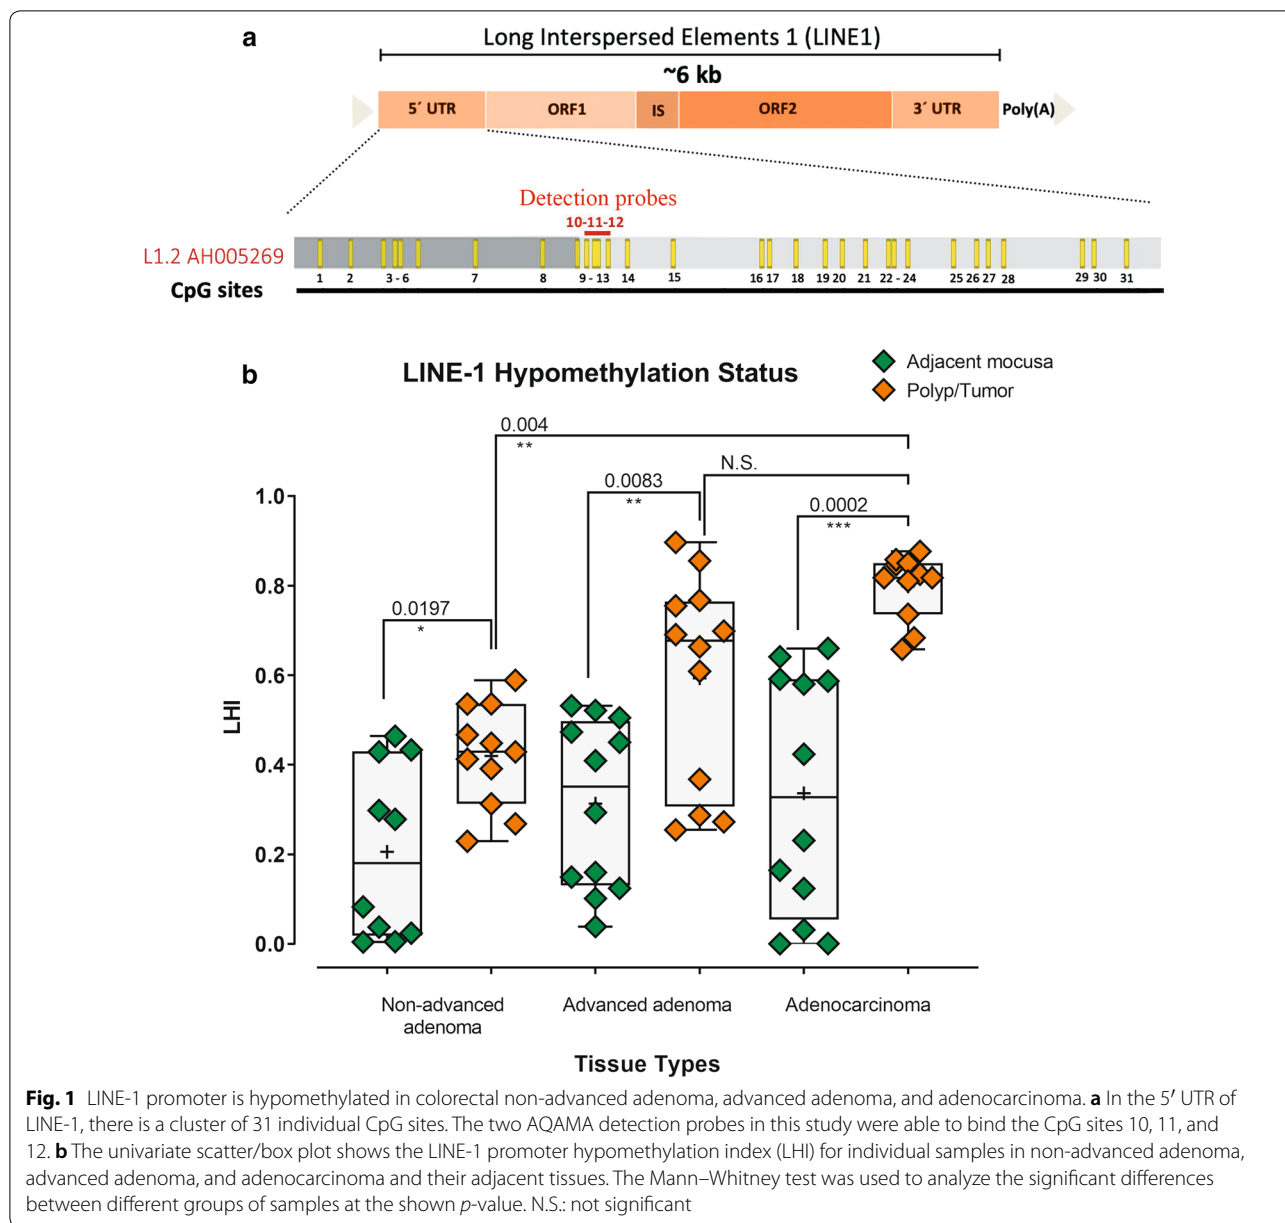 a
Long Interspersed Elements 1 (LINE1)
~6 kb
5´ UTR ORF1 IS ORF2 3´ UTR Poly(A)
Detection probes
10-11-12
L1.2 AH005269
1 2 3 - 6 7 8 9 - 13 14 15 16 17 18 19 20 21 22 - 24 25 26 27 28 29 30 31
CpG sites
b
LINE-1 Hypomethylation Status
Adjacent mocusa
Polyp/Tumor
0.004
**
N.S.
0.0083
**
0.0002
***
0.0197
*
1.0
0.8
0.6
0.4
0.2
0.0
LHI
Non-advanced
adenoma
Advanced adenoma
Adenocarcinoma
Tissue Types
Fig. 1 LINE-1 promoter is hypomethylated in colorectal non-advanced adenoma, advanced adenoma, and adenocarcinoma. a In the 5′ UTR of
LINE-1, there is a cluster of 31 individual CpG sites. The two AQAMA detection probes in this study were able to bind the CpG sites 10, 11, and
12. b The univariate scatter/box plot shows the LINE-1 promoter hypomethylation index (LHI) for individual samples in non-advanced adenoma,
advanced adenoma, and adenocarcinoma and their adjacent tissues. The Mann–Whitney test was used to analyze the significant differences
between different groups of samples at the shown p-value. N.S.: not significant